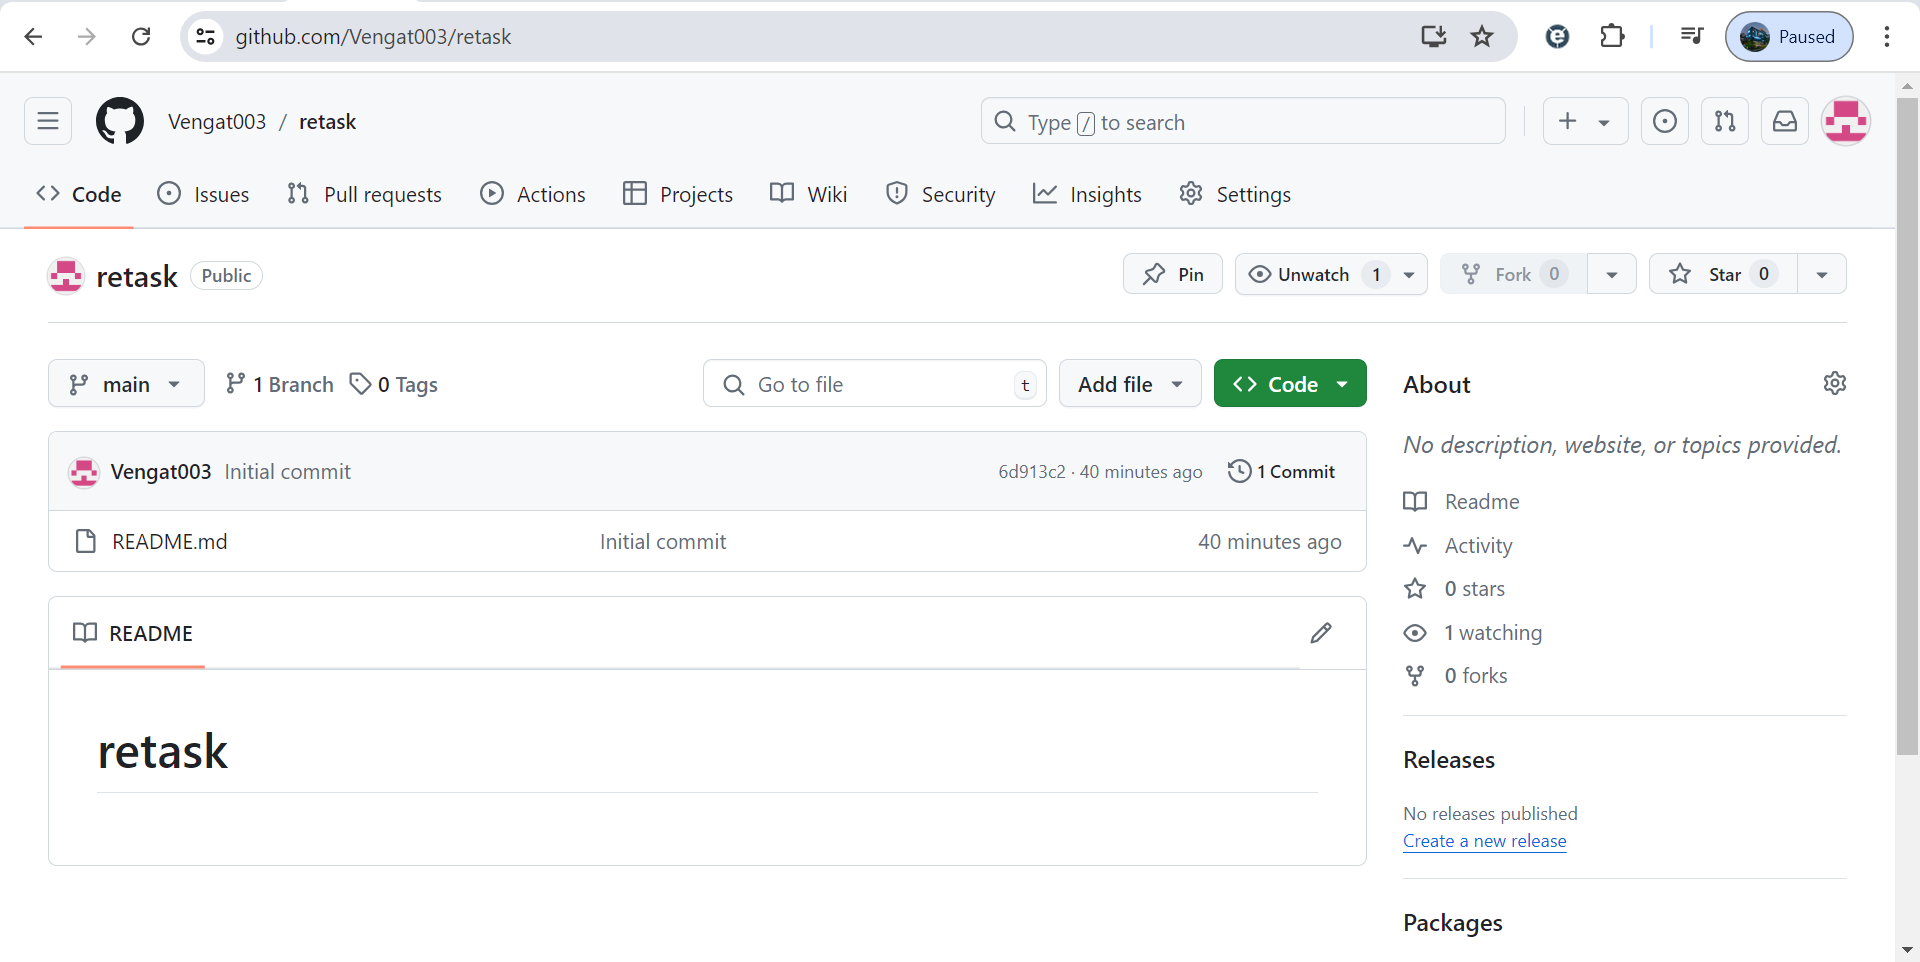 github.com/Vengat003/retask
Paused
Vengat003 / retask
Type / to search
Code Issues Pull requests Actions Projects Wiki Security Insights Settings
retask Public
Pin Unwatch 1 Fork 0 Star 0
main 1 Branch 0 Tags Go to file t Add file Code
About
No description, website, or topics provided.
Vengat003 Initial commit 6d913c2 · 40 minutes ago 1 Commit
README.md Initial commit 40 minutes ago
Readme
Activity
0 stars
1 watching
0 forks
README
retask
Releases
No releases published
Create a new release
Packages